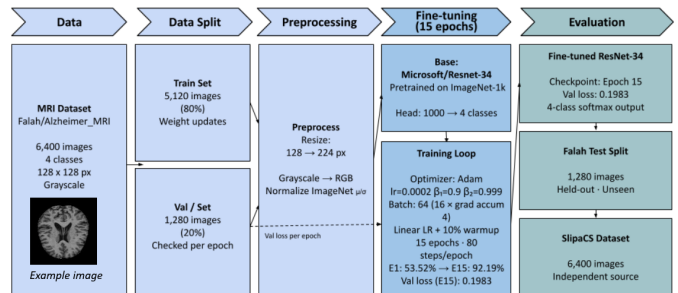 Data
Data Split
Preprocessing
Fine-tuning
(15 epochs)
Evaluation
MRI Dataset
Falah/Alzheimer_MRI
6,400 images
4 classes
128 x 128 px
Grayscale
Example image
Train Set
5,120 images
(80%)
Weight updates
Val / Set
1,280 images
(20%)
Checked per epoch
Preprocess
Resize:
128 → 224 px
Grayscale → RGB
Normalize ImageNet μ/σ
Val loss per epoch
Base:
Microsoft/Resnet-34
Pretrained on ImageNet-1k
Head: 1000 → 4 classes
Training Loop
Optimizer: Adam
lr=0.0002 β₁=0.9 β₂=0.999
Batch: 64 (16 × grad accum
4)
Linear LR + 10% warmup
15 epochs · 80
steps/epoch
E1: 53.52% → E15: 92.19%
Val loss (E15): 0.1983
Fine-tuned ResNet-34
Checkpoint: Epoch 15
Val loss: 0.1983
4-class softmax output
Falah Test Split
1,280 images
Held-out · Unseen
SlipaCS Dataset
6,400 images
Independent source